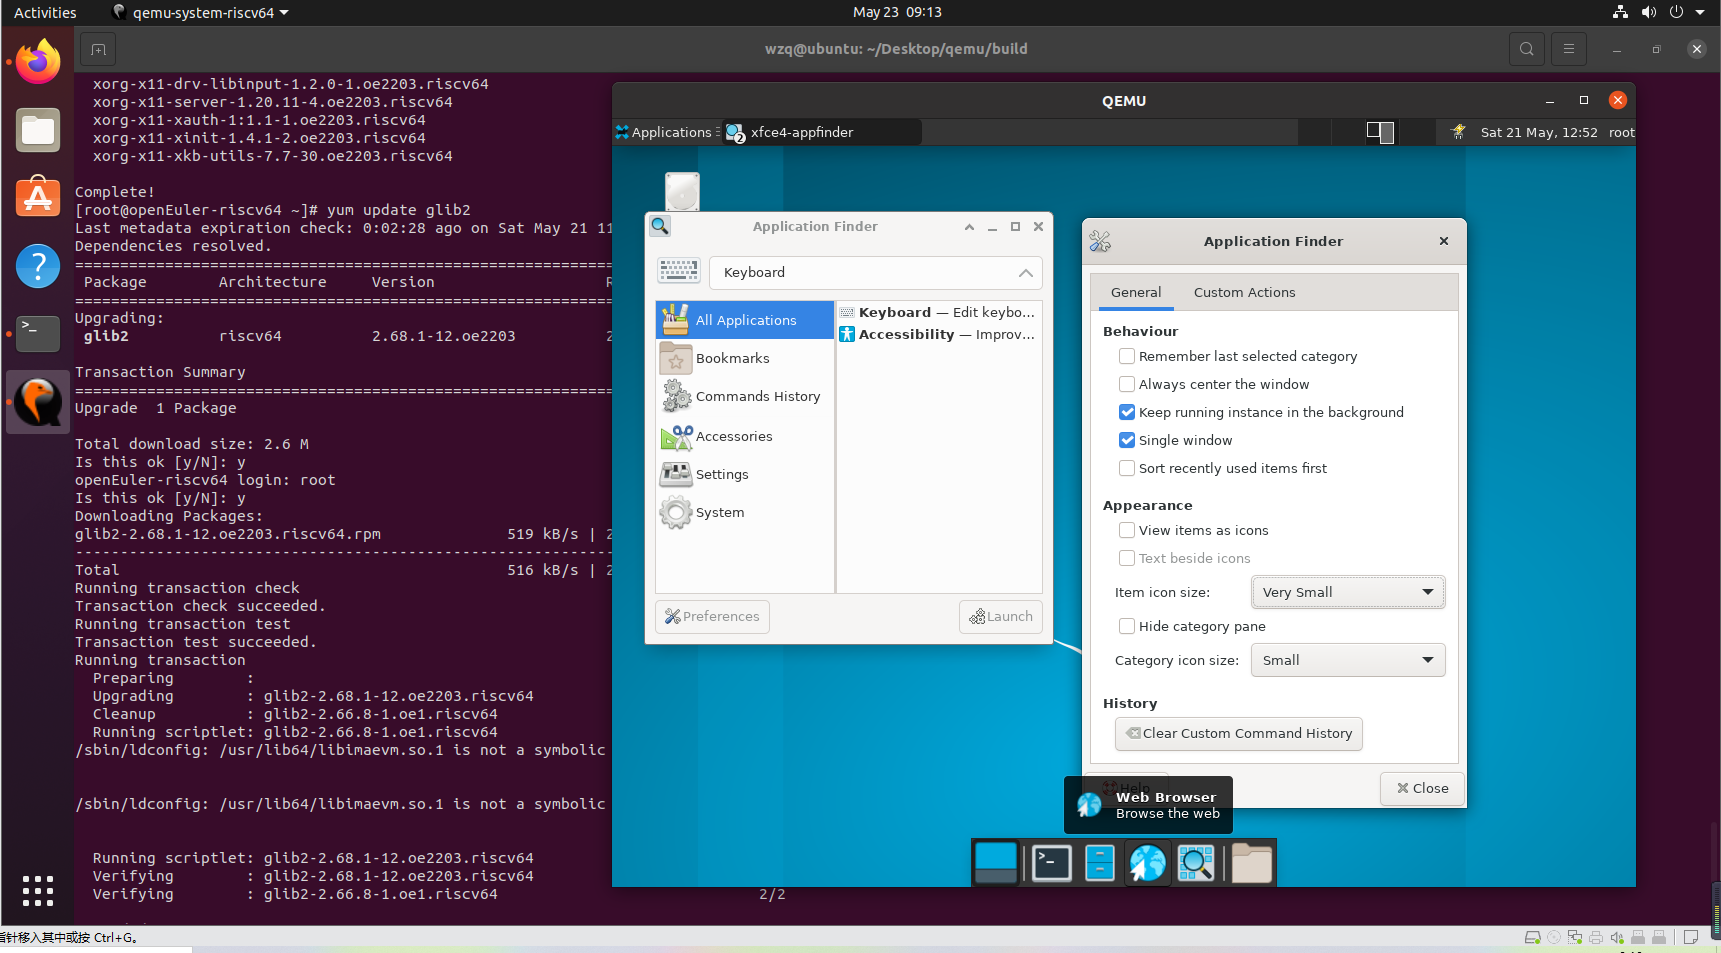 Activities
qemu-system-riscv64
May 23 09:13
wzq@ubuntu: ~/Desktop/qemu/build
xorg-x11-drv-libinput-1.2.0-1.oe2203.riscv64
xorg-x11-server-1.20.11-4.oe2203.riscv64
xorg-x11-xauth-1:1.1-1.oe2203.riscv64
xorg-x11-xinit-1.4.1-2.oe2203.riscv64
xorg-x11-xkb-utils-7.7-30.oe2203.riscv64
Complete!
[root@openEuler-riscv64 ~]# yum update glib2
Last metadata expiration check: 0:02:28 ago on Sat May 21 11
Dependencies resolved.
================================================================
Package Architecture Version R
================================================================
Upgrading:
glib2 riscv64 2.68.1-12.oe2203 2
Transaction Summary
================================================================
Upgrade 1 Package
Total download size: 2.6 M
Is this ok [y/N]: y
openEuler-riscv64 login: root
Is this ok [y/N]: y
Downloading Packages:
glib2-2.68.1-12.oe2203.riscv64.rpm 519 kB/s | 2
----------------------------------------------------------------
Total 516 kB/s | 2
Running transaction check
Transaction check succeeded.
Running transaction test
Transaction test succeeded.
Running transaction
Preparing :
Upgrading : glib2-2.68.1-12.oe2203.riscv64
Cleanup : glib2-2.66.8-1.oe1.riscv64
Running scriptlet: glib2-2.66.8-1.oe1.riscv64
/sbin/ldconfig: /usr/lib64/libimaevm.so.1 is not a symbolic
/sbin/ldconfig: /usr/lib64/libimaevm.so.1 is not a symbolic
Running scriptlet: glib2-2.68.1-12.oe2203.riscv64
Verifying : glib2-2.68.1-12.oe2203.riscv64
Verifying : glib2-2.66.8-1.oe1.riscv64 2/2
QEMU
Applications
2
xfce4-appfinder
Sat 21 May, 12:52 root
Application Finder
Keyboard
All Applications
Bookmarks
Commands History
Accessories
Settings
System
Keyboard — Edit keybo...
Accessibility — Improv...
Preferences
Launch
Application Finder
General
Custom Actions
Behaviour
Remember last selected category
Always center the window
Keep running instance in the background
Single window
Sort recently used items first
Appearance
View items as icons
Text beside icons
Item icon size: Very Small
Hide category pane
Category icon size: Small
History
Clear Custom Command History
Help
Close
Web Browser
Browse the web
指针移入其中或按 Ctrl+G。